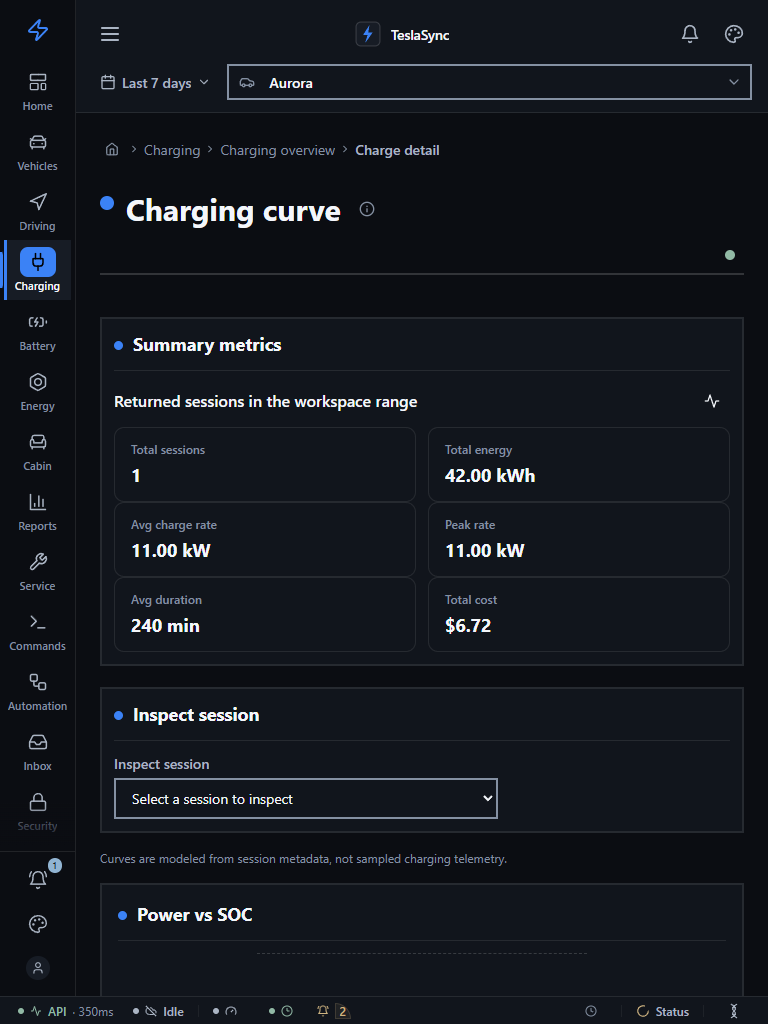 TeslaSync
Last 7 days
Aurora
Home
Vehicles
Driving
Charging
Battery
Energy
Cabin
Reports
Service
Commands
Automation
Inbox
Security
1
Charging
Charging overview
Charge detail
Charging curve
Summary metrics
Returned sessions in the workspace range
Total sessions
1
Total energy
42.00 kWh
Avg charge rate
11.00 kW
Peak rate
11.00 kW
Avg duration
240 min
Total cost
$6.72
Inspect session
Inspect session
Select a session to inspect
Curves are modeled from session metadata, not sampled charging telemetry.
Power vs SOC
API · 350ms
Idle
2
Status